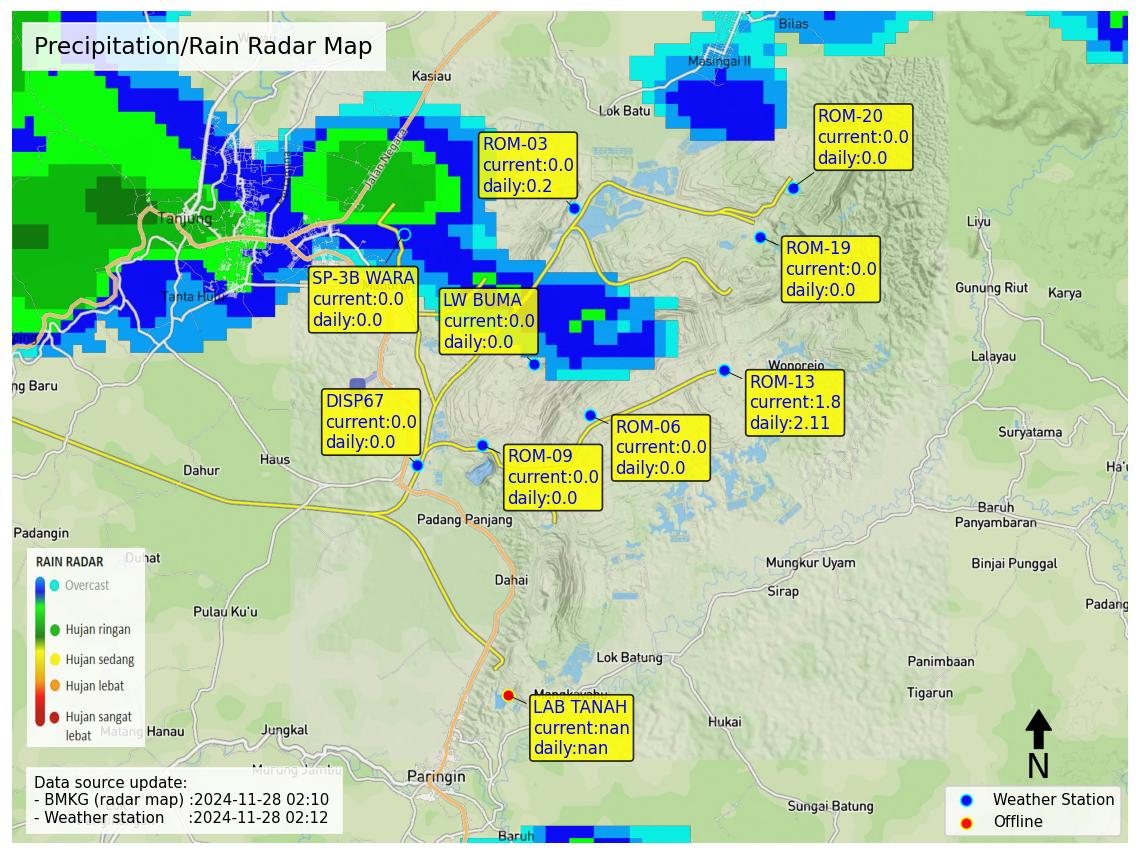 Precipitation/Rain Radar Map
Bilas
Masingai II
Kasiau
Lok Batu
Jalan Negara
ROM-20
current:0.0
daily:0.0
ROM-03
current:0.0
daily:0.2
Tanjung
Liyu
ROM-19
current:0.0
daily:0.0
SP-3B WARA
current:0.0
daily:0.0
LW BUMA
current:0.0
daily:0.0
Gunung Riut
Karya
Lalayau
Wonorejo
ng Baru
ROM-13
current:1.8
daily:2.11
DISP67
current:0.0
daily:0.0
ROM-06
current:0.0
daily:0.0
Suryatama
Haus
Dahur
ROM-09
current:0.0
daily:0.0
Baruh
Panyambaran
Padang Panjang
Padangin
Duhat
RAIN RADAR
Overcast
Hujan ringan
Hujan sedang
Hujan lebat
Hujan sangat
lebat
Mungkur Uyam
Binjai Punggal
Dahai
Sirap
Padang
Pulau Ku'u
Lok Batung
Panimbaan
Tigarun
Mangkayahu
LAB TANAH
current:nan
daily:nan
Hukai
Matang Hanau
Jungkal
Murung Jambu
Paringin
N
Data source update:
- BMKG (radar map) :2024-11-28 02:10
- Weather station :2024-11-28 02:12
Sungai Batung
Baruh
Weather Station
Offline